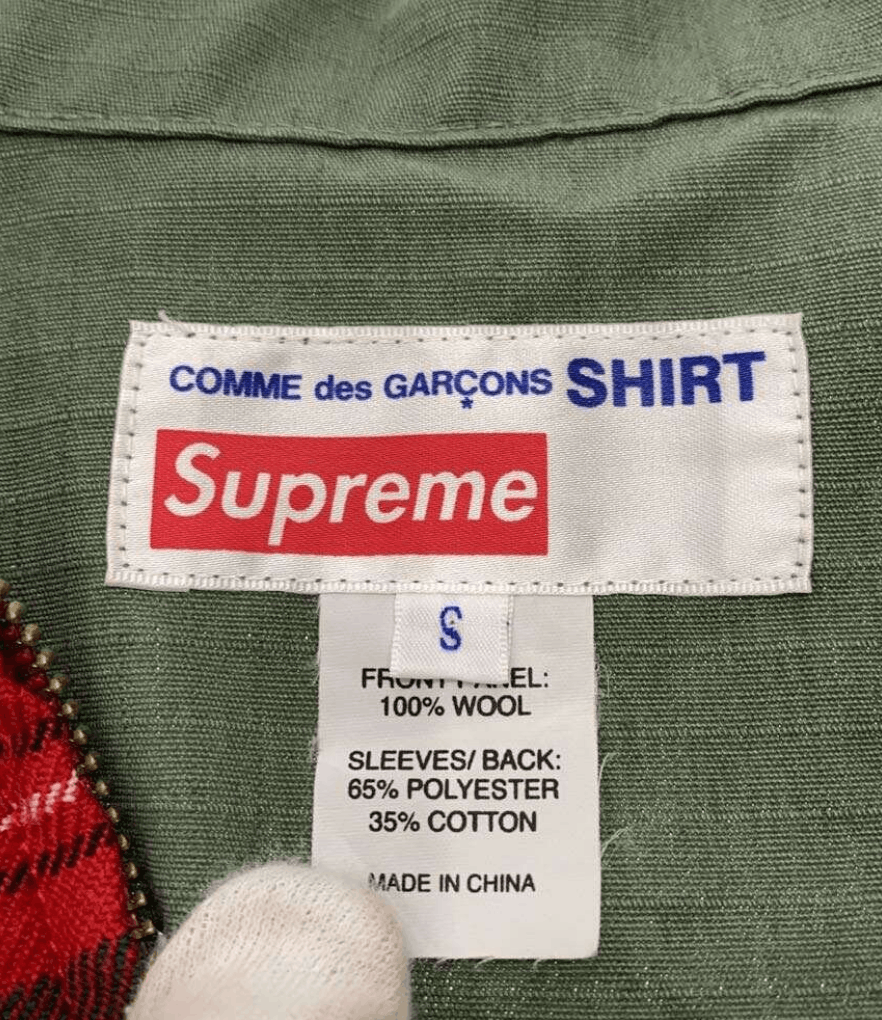 COMME des GARÇONS SHIRT
Supreme
S
100% WOOL
SLEEVES/ BACK:
65% POLYESTER
35% COTTON
MADE IN CHINA